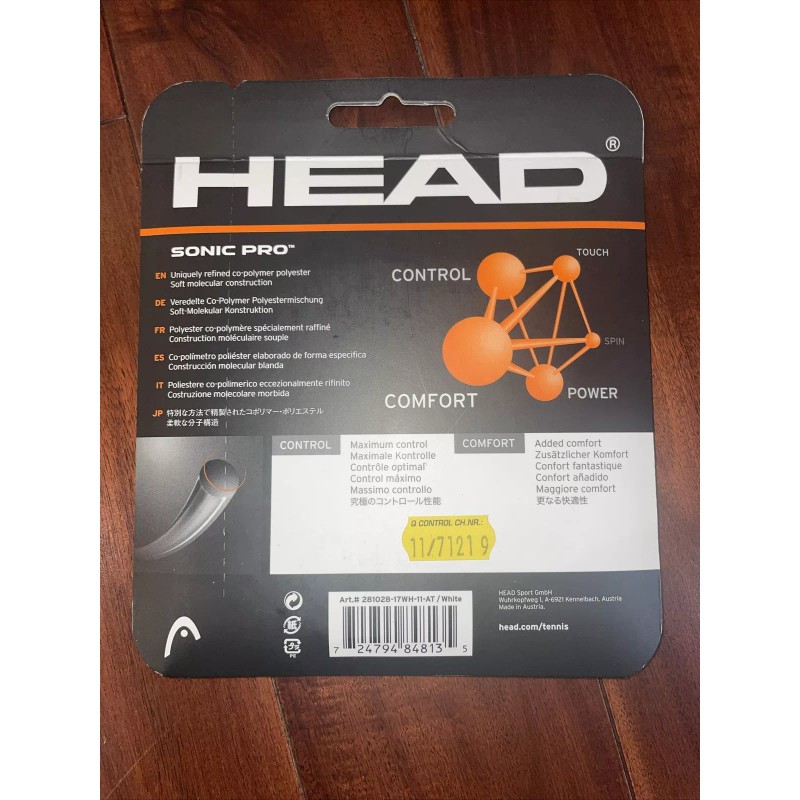 HEAD®
SONIC PRO™
EN Uniquely refined co-polymer polyester
Soft molecular construction
DE Veredelte Co-Polymer Polyestermischung
Soft-Molekular Konstruktion
FR Polyester co-polymère spécialement raffiné
Construction moléculaire souple
ES Co-polímetro poliéster elaborado de forma especifica
Construcción molecular blanda
IT Poliestere co-polimerico eccezionalmente rifinito
Costruzione molecolare morbida
JP 特別な方法で精製されたコポリマー・ポリエステル
柔軟な分子構造
TOUCH
CONTROL
SPIN
POWER
COMFORT
CONTROL
Maximum control
Maximale Kontrolle
Contrôle optimal
Control máximo
Massimo controllo
究極のコントロール性能
COMFORT
Added comfort
Zusätzlicher Komfort
Confort fantastique
Confort añadido
Maggiore comfort
更なる快適性
Q CONTROL CH.NR.:
11/7121 9
Art.# 281028-17WH-11-AT / White
7 24794 84813 5
紙
PE
HEAD Sport GmbH
Wuhrkopfweg 1, A-6921 Kennelbach, Austria
Made in Austria.
head.com/tennis